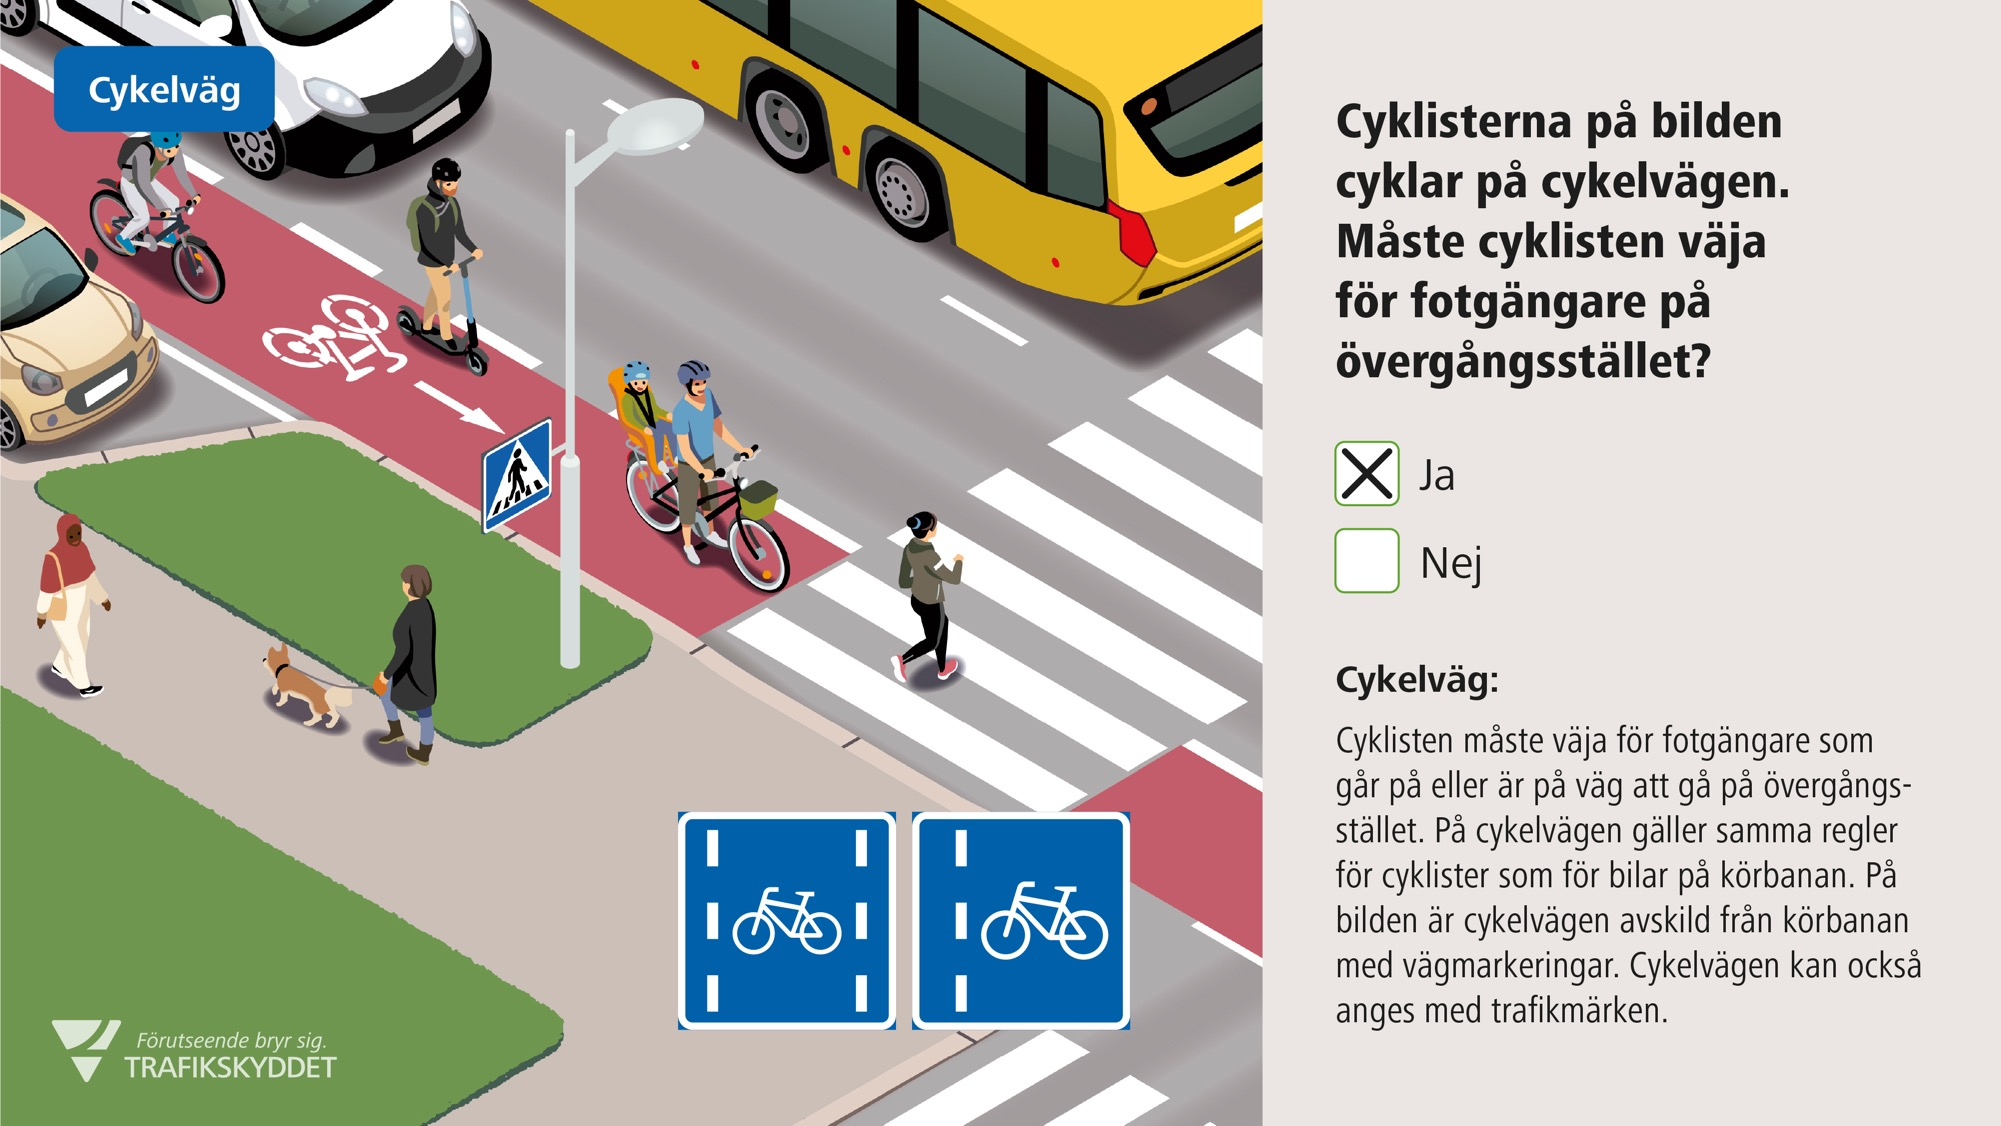 Cykelväg
Cyklisterna på bilden
cyklar på cykelvägen.
Måste cyklisten väja
för fotgängare på
övergångsstället?
Ja
Nej
Cykelväg:
Cyklisten måste väja för fotgängare som
går på eller är på väg att gå på övergångs-
stället. På cykelvägen gäller samma regler
för cyklister som för bilar på körbanan. På
bilden är cykelvägen avskild från körbanan
med vägmarkeringar. Cykelvägen kan också
anges med trafikmärken.
Förutseende bryr sig.
TRAFIKSKYDDET